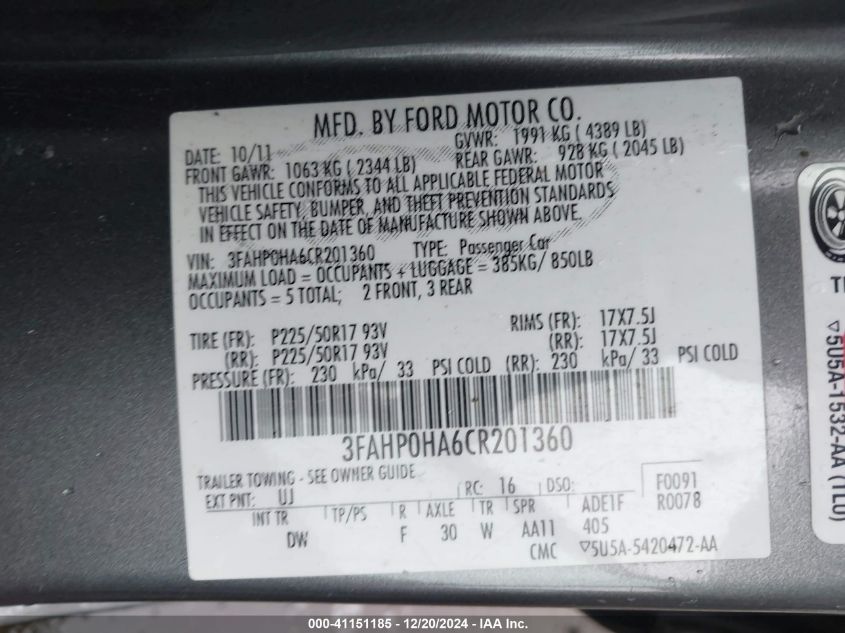 MFD. BY FORD MOTOR CO.
DATE: 10/11 GVWR: 1991 KG ( 4389 LB)
FRONT GAWR: 1063 KG ( 2344 LB) REAR GAWR: 928 KG ( 2045 LB)
THIS VEHICLE CONFORMS TO ALL APPLICABLE FEDERAL MOTOR
VEHICLE SAFETY, BUMPER, AND THEFT PREVENTION STANDARDS
IN EFFECT ON THE DATE OF MANUFACTURE SHOWN ABOVE.
VIN: 3FAHP0HA6CR201360 TYPE: Passenger Car
MAXIMUM LOAD = OCCUPANTS + LUGGAGE = 385KG/ 850LB
OCCUPANTS = 5 TOTAL; 2 FRONT, 3 REAR
TIRE (FR): P225/50R17 93V RIMS (FR): 17X7.5J
(RR): P225/50R17 93V (RR): 17X7.5J
PRESSURE (FR): 230 kPa/ 33 PSI COLD (RR): 230 kPa/ 33 PSI COLD
3FAHP0HA6CR201360
TRAILER TOWING - SEE OWNER GUIDE
EXT PNT: UJ RC: 16 DSO: F0091
INT TR TP/PS R AXLE TR SPR ADE1F R0078
DW F 30 W AA11 405
CMC ▽5U5A-5420472-AA
▽5U5A-1532-AA (TLU)
000-41151185 - 12/20/2024 - IAA Inc.